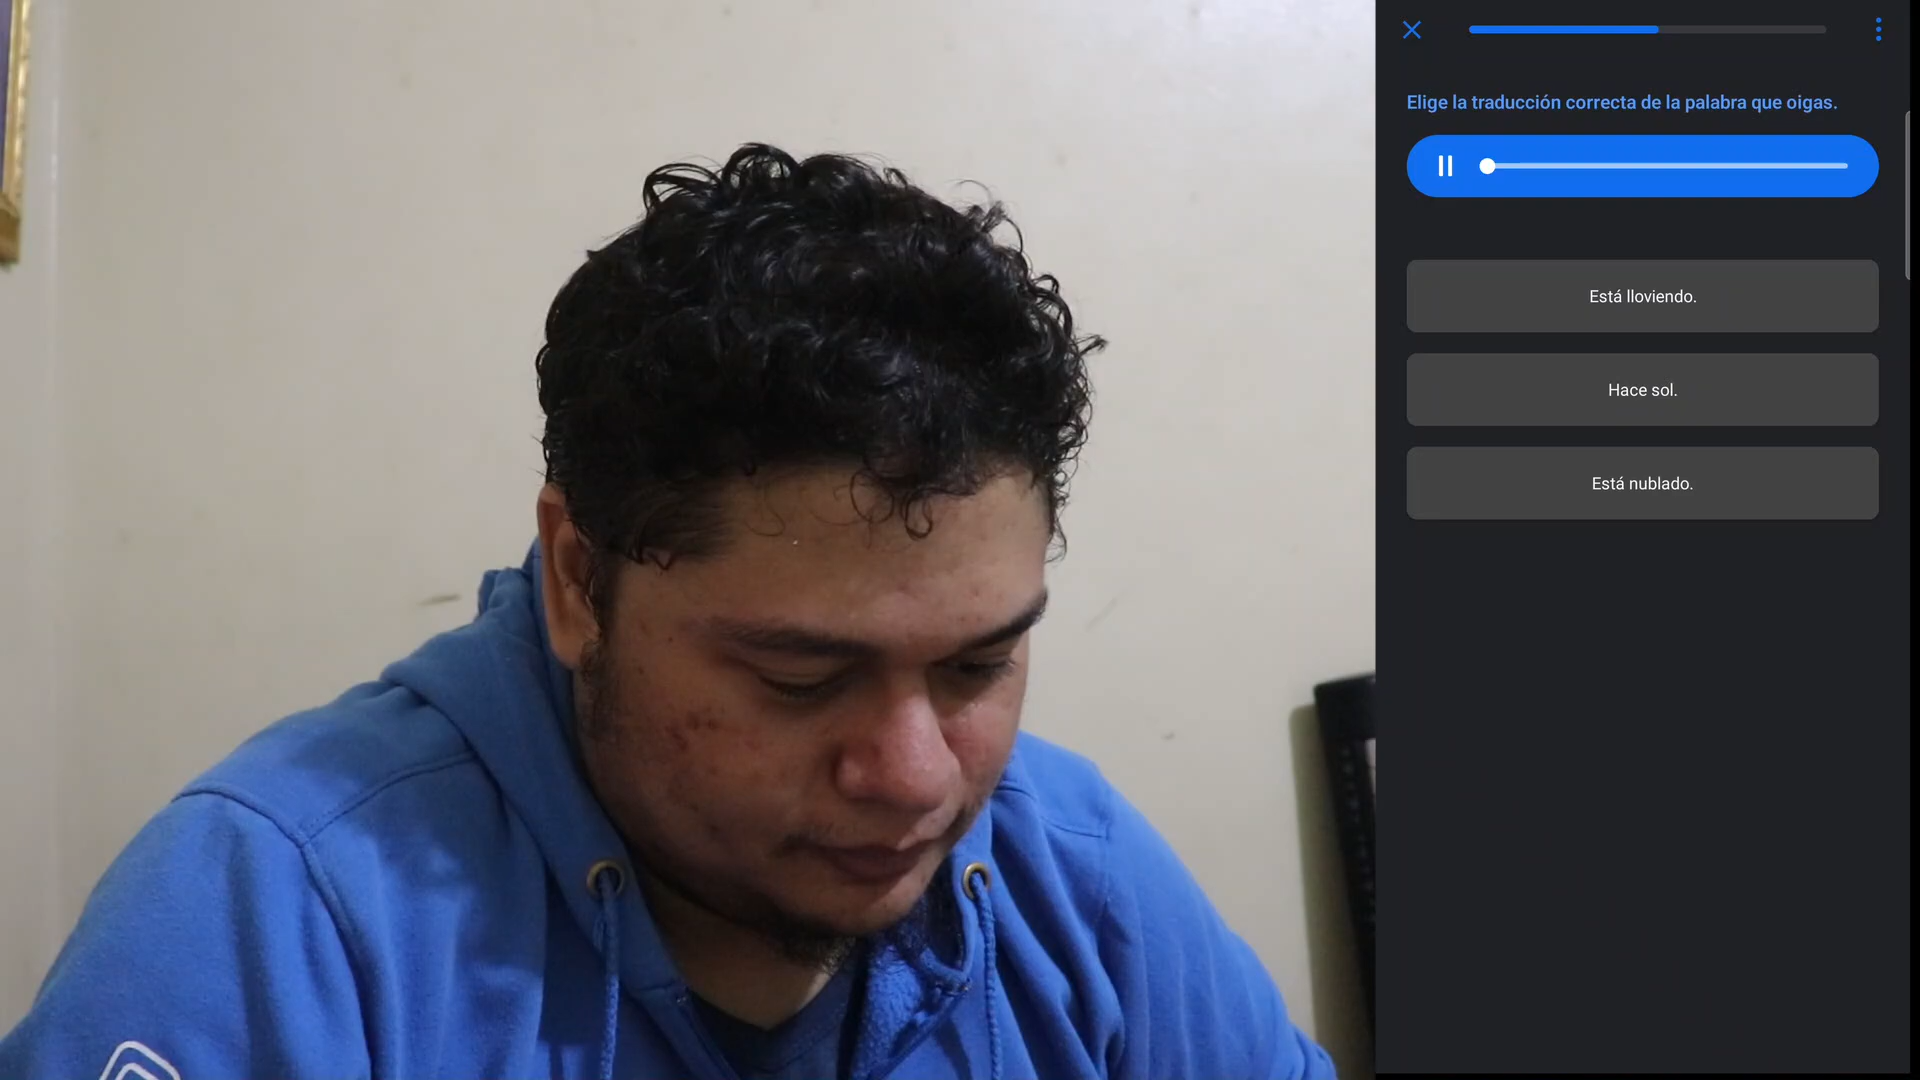 Elige la traducción correcta de la palabra que oigas.
Está lloviendo.
Hace sol.
Está nublado.